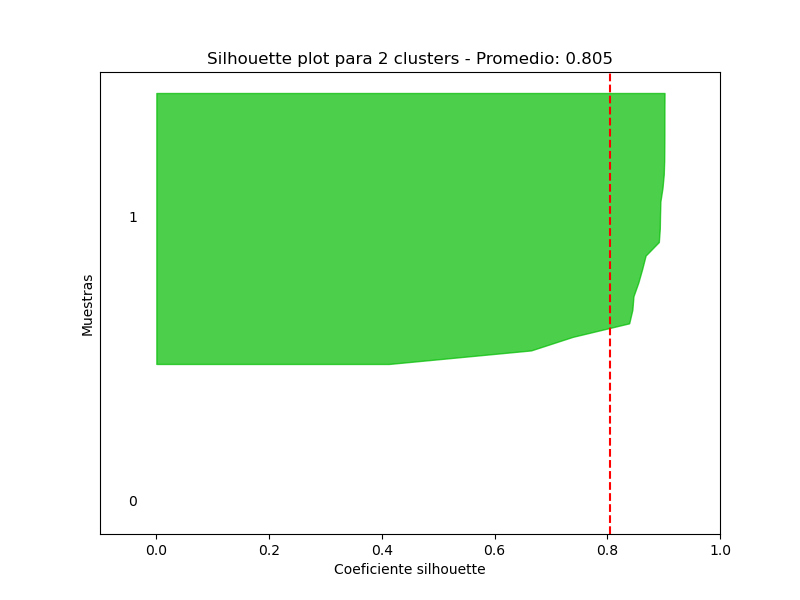 Silhouette plot para 2 clusters - Promedio: 0.805
Muestras
1
0
0.0 0.2 0.4 0.6 0.8 1.0
Coeficiente silhouette